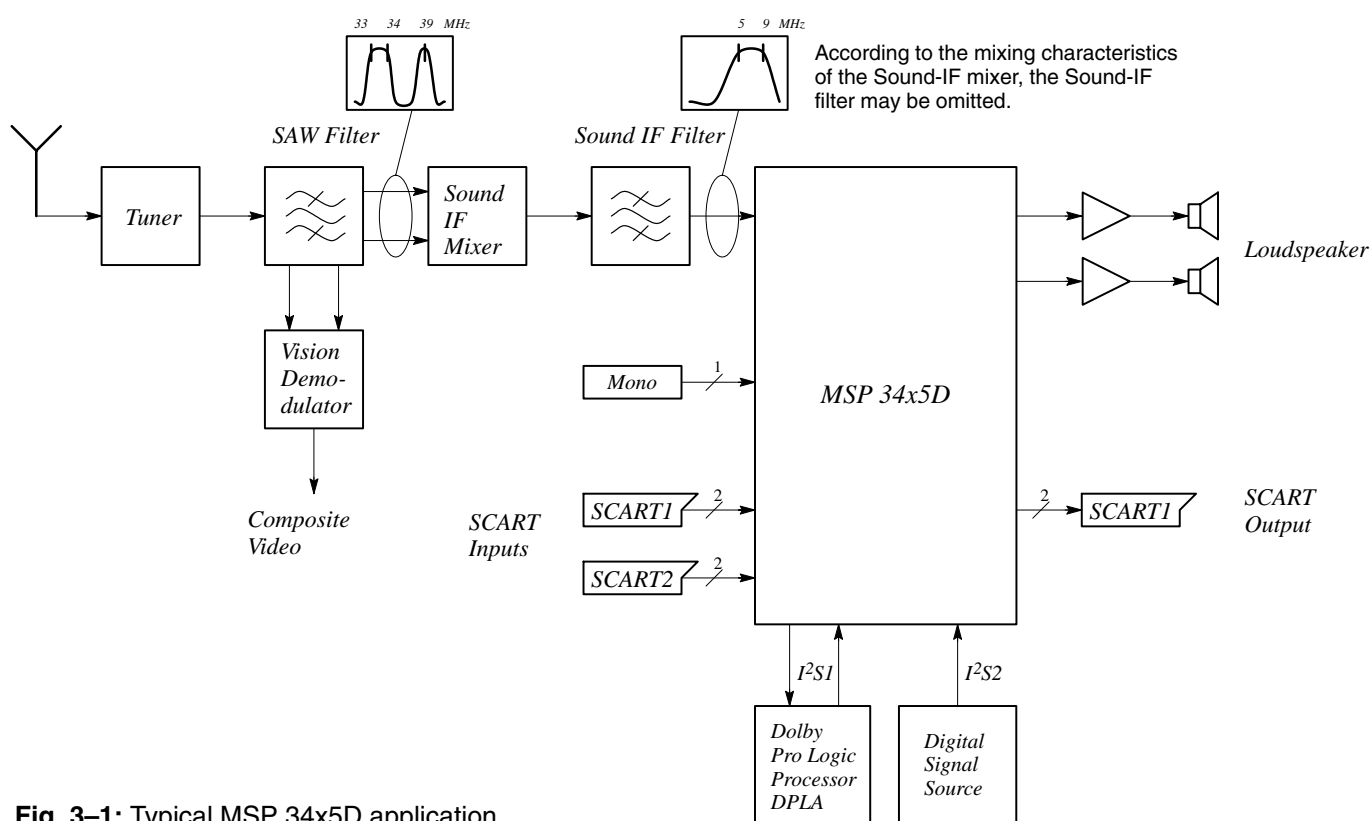 33 34 39 MHz
5 9 MHz
According to the mixing characteristics
of the Sound-IF mixer, the Sound-IF
filter may be omitted.
SAW Filter
Sound IF Filter
Tuner
Sound
IF
Mixer
Loudspeaker
Vision
Demo-
dulator
Mono
1
MSP 34x5D
Composite
Video
SCART
Inputs
SCART1
2
SCART2
2
2
SCART1
SCART
Output
I²S1
I²S2
Dolby
Pro Logic
Processor
DPLA
Digital
Signal
Source
Fig. 3–1: Typical MSP 34x5D application